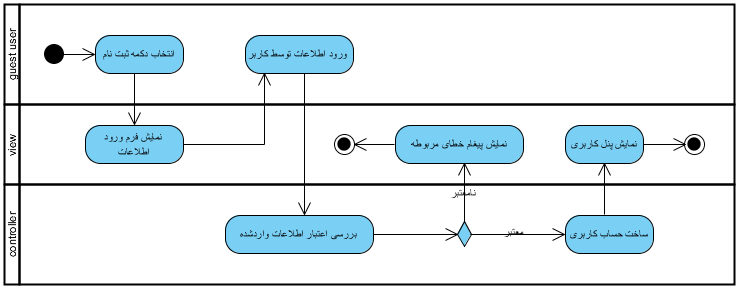 guest user
انتخاب دکمه ثبت نام
ورود اطلاعات توسط کاربر
view
نمایش فرم ورود
اطلاعات
نمایش پیغام خطای مربوطه
نمایش پنل کاربری
نامعتبر
controller
بررسی اعتبار اطلاعات واردشده
معتبر
ساخت حساب کاربری